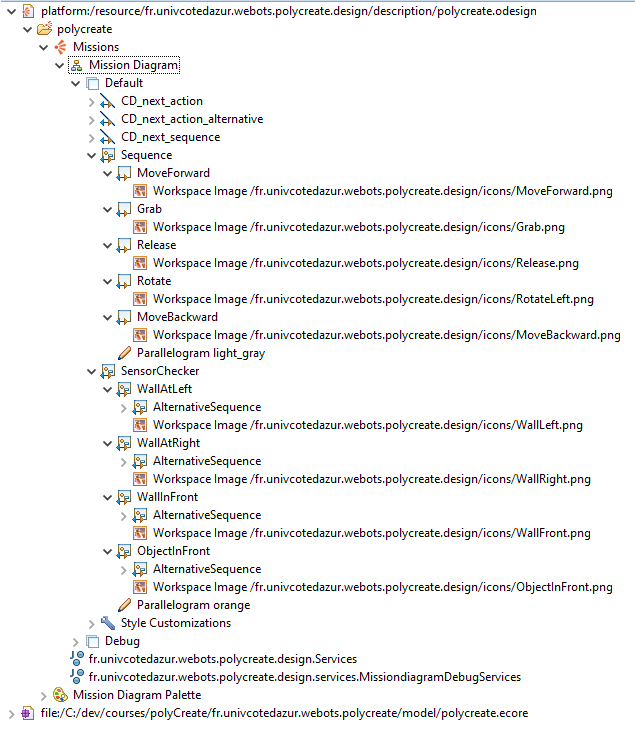 platform:/resource/fr.univcotedazur.webots.polycreate.design/description/polycreate.odesign
polycreate
Missions
Mission Diagram
Default
CD_next_action
CD_next_action_alternative
CD_next_sequence
Sequence
MoveForward
Workspace Image /fr.univcotedazur.webots.polycreate.design/icons/MoveForward.png
Grab
Workspace Image /fr.univcotedazur.webots.polycreate.design/icons/Grab.png
Release
Workspace Image /fr.univcotedazur.webots.polycreate.design/icons/Release.png
Rotate
Workspace Image /fr.univcotedazur.webots.polycreate.design/icons/RotateLeft.png
MoveBackward
Workspace Image /fr.univcotedazur.webots.polycreate.design/icons/MoveBackward.png
Parallelogram light_gray
SensorChecker
WallAtLeft
AlternativeSequence
Workspace Image /fr.univcotedazur.webots.polycreate.design/icons/WallLeft.png
WallAtRight
AlternativeSequence
Workspace Image /fr.univcotedazur.webots.polycreate.design/icons/WallRight.png
WallInFront
AlternativeSequence
Workspace Image /fr.univcotedazur.webots.polycreate.design/icons/WallFront.png
ObjectInFront
AlternativeSequence
Workspace Image /fr.univcotedazur.webots.polycreate.design/icons/ObjectInFront.png
Parallelogram orange
Style Customizations
Debug
fr.univcotedazur.webots.polycreate.design.Services
fr.univcotedazur.webots.polycreate.design.services.MissiondiagramDebugServices
Mission Diagram Palette
file:/C:/dev/courses/polyCreate/fr.univcotedazur.webots.polycreate/model/polycreate.ecore